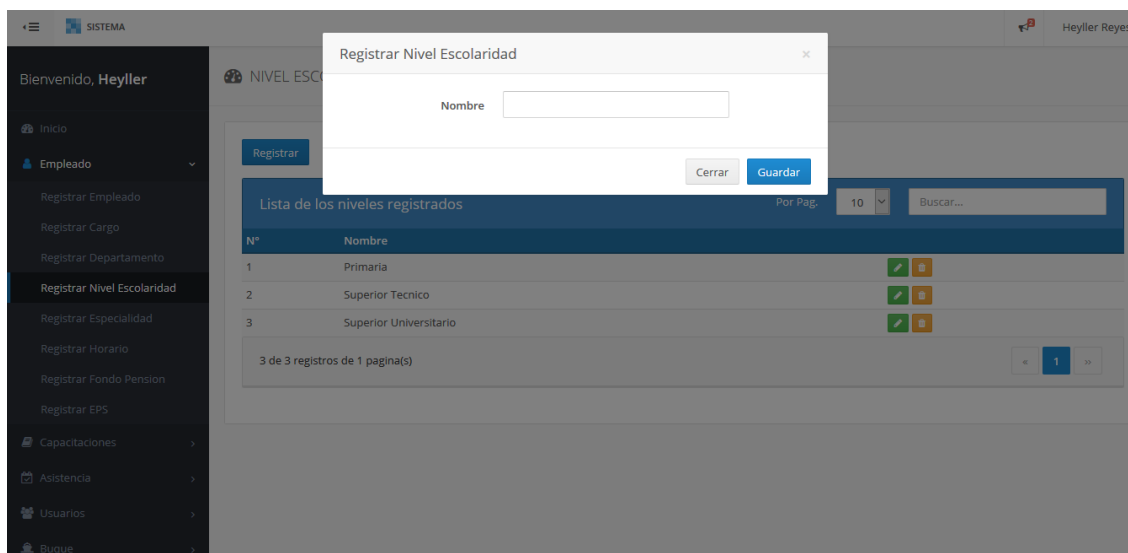 SISTEMA
2
Heyller Reyes
Bienvenido, Heyller
Inicio
Empleado
Registrar Empleado
Registrar Cargo
Registrar Departamento
Registrar Nivel Escolaridad
Registrar Especialidad
Registrar Horario
Registrar Fondo Pension
Registrar EPS
Capacitaciones
Asistencia
Usuarios
Buque
NIVEL ESC
Registrar Nivel Escolaridad ×
Nombre
Cerrar Guardar
Registrar
Lista de los niveles registrados Por Pag. 10 Buscar...
N° Nombre
1 Primaria
2 Superior Tecnico
3 Superior Universitario
3 de 3 registros de 1 pagina(s) « 1 »